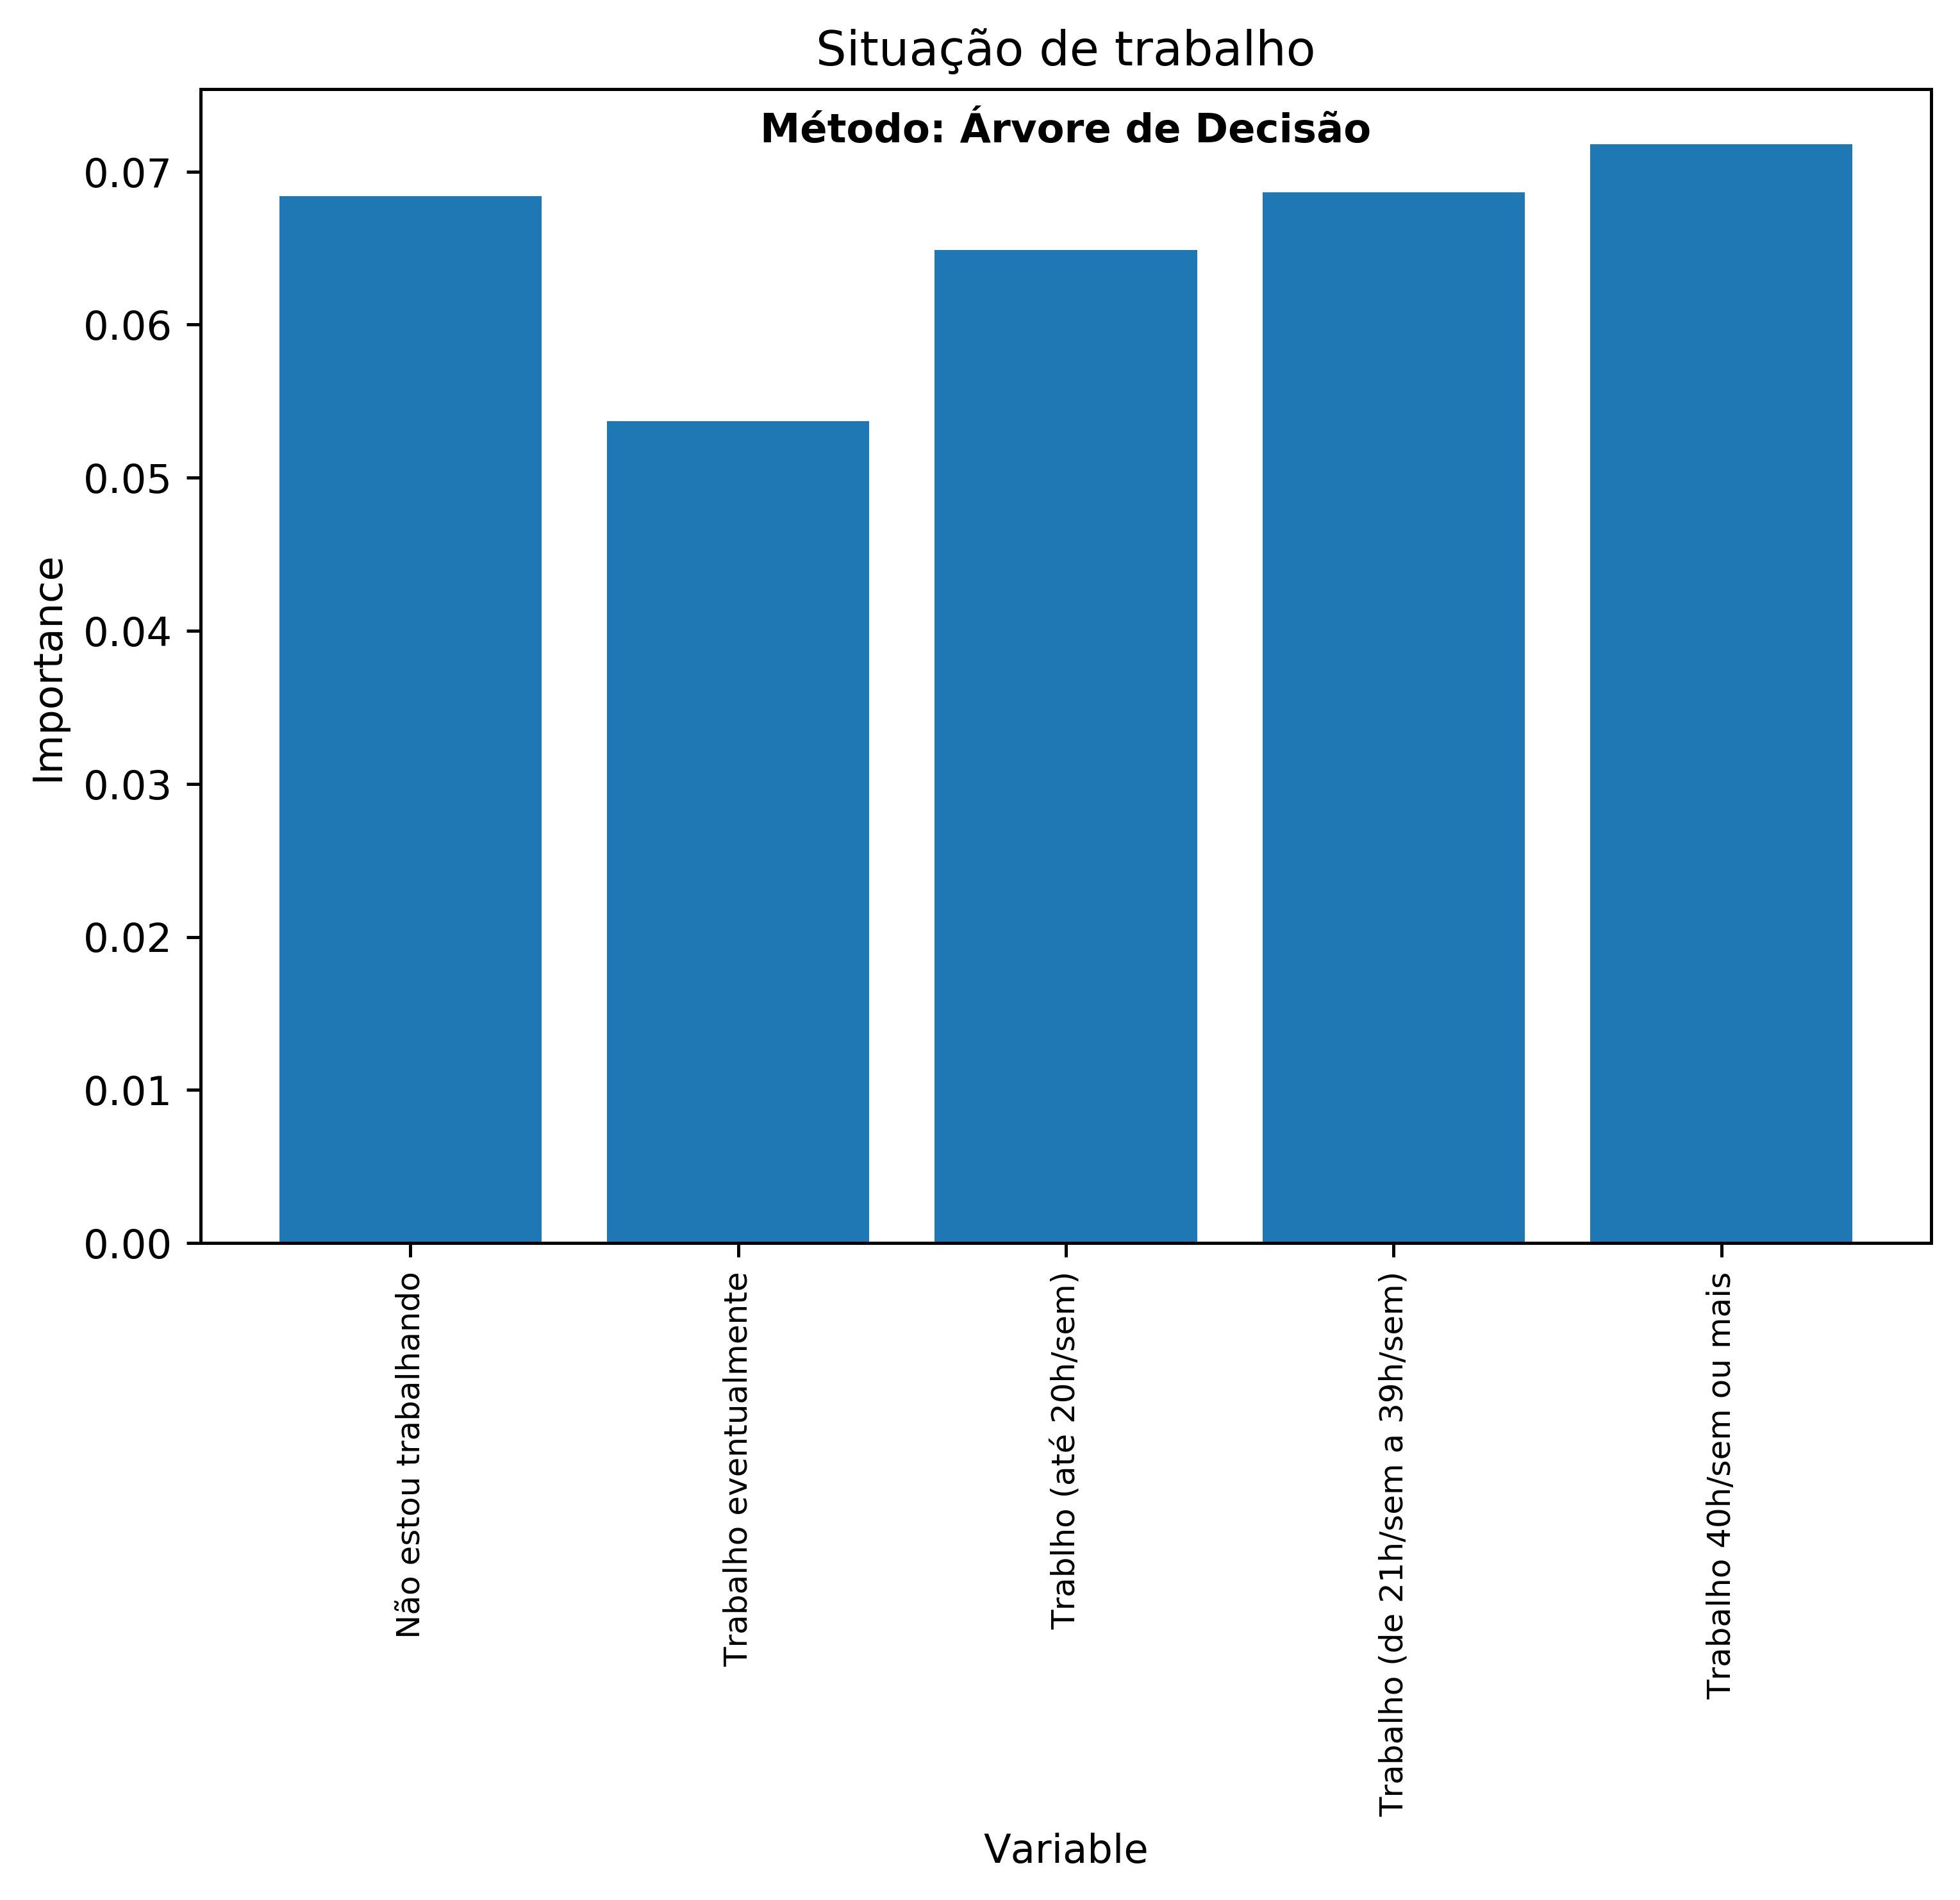 Situação de trabalho
Método: Árvore de Decisão
Importance
0.07
0.06
0.05
0.04
0.03
0.02
0.01
0.00
Não estou trabalhando
Trabalho eventualmente
Trablho (até 20h/sem)
Trabalho (de 21h/sem a 39h/sem)
Trabalho 40h/sem ou mais
Variable